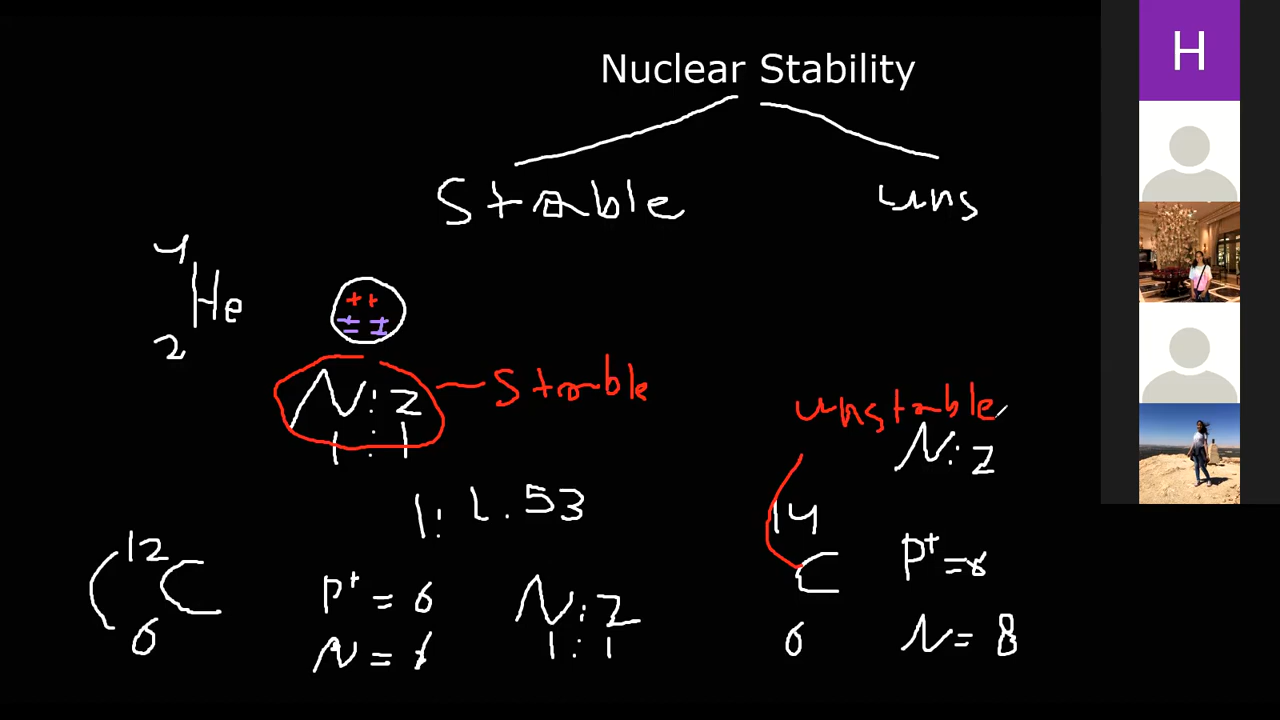 H
Nuclear Stability
Stable
uns
4
He
2
++
N:Z
1:1
Stable
1:1.53
unstable
N:Z
14
C
6
P+=6
N=8
12
C
6
P+ = 6
N =
N:Z
1:1